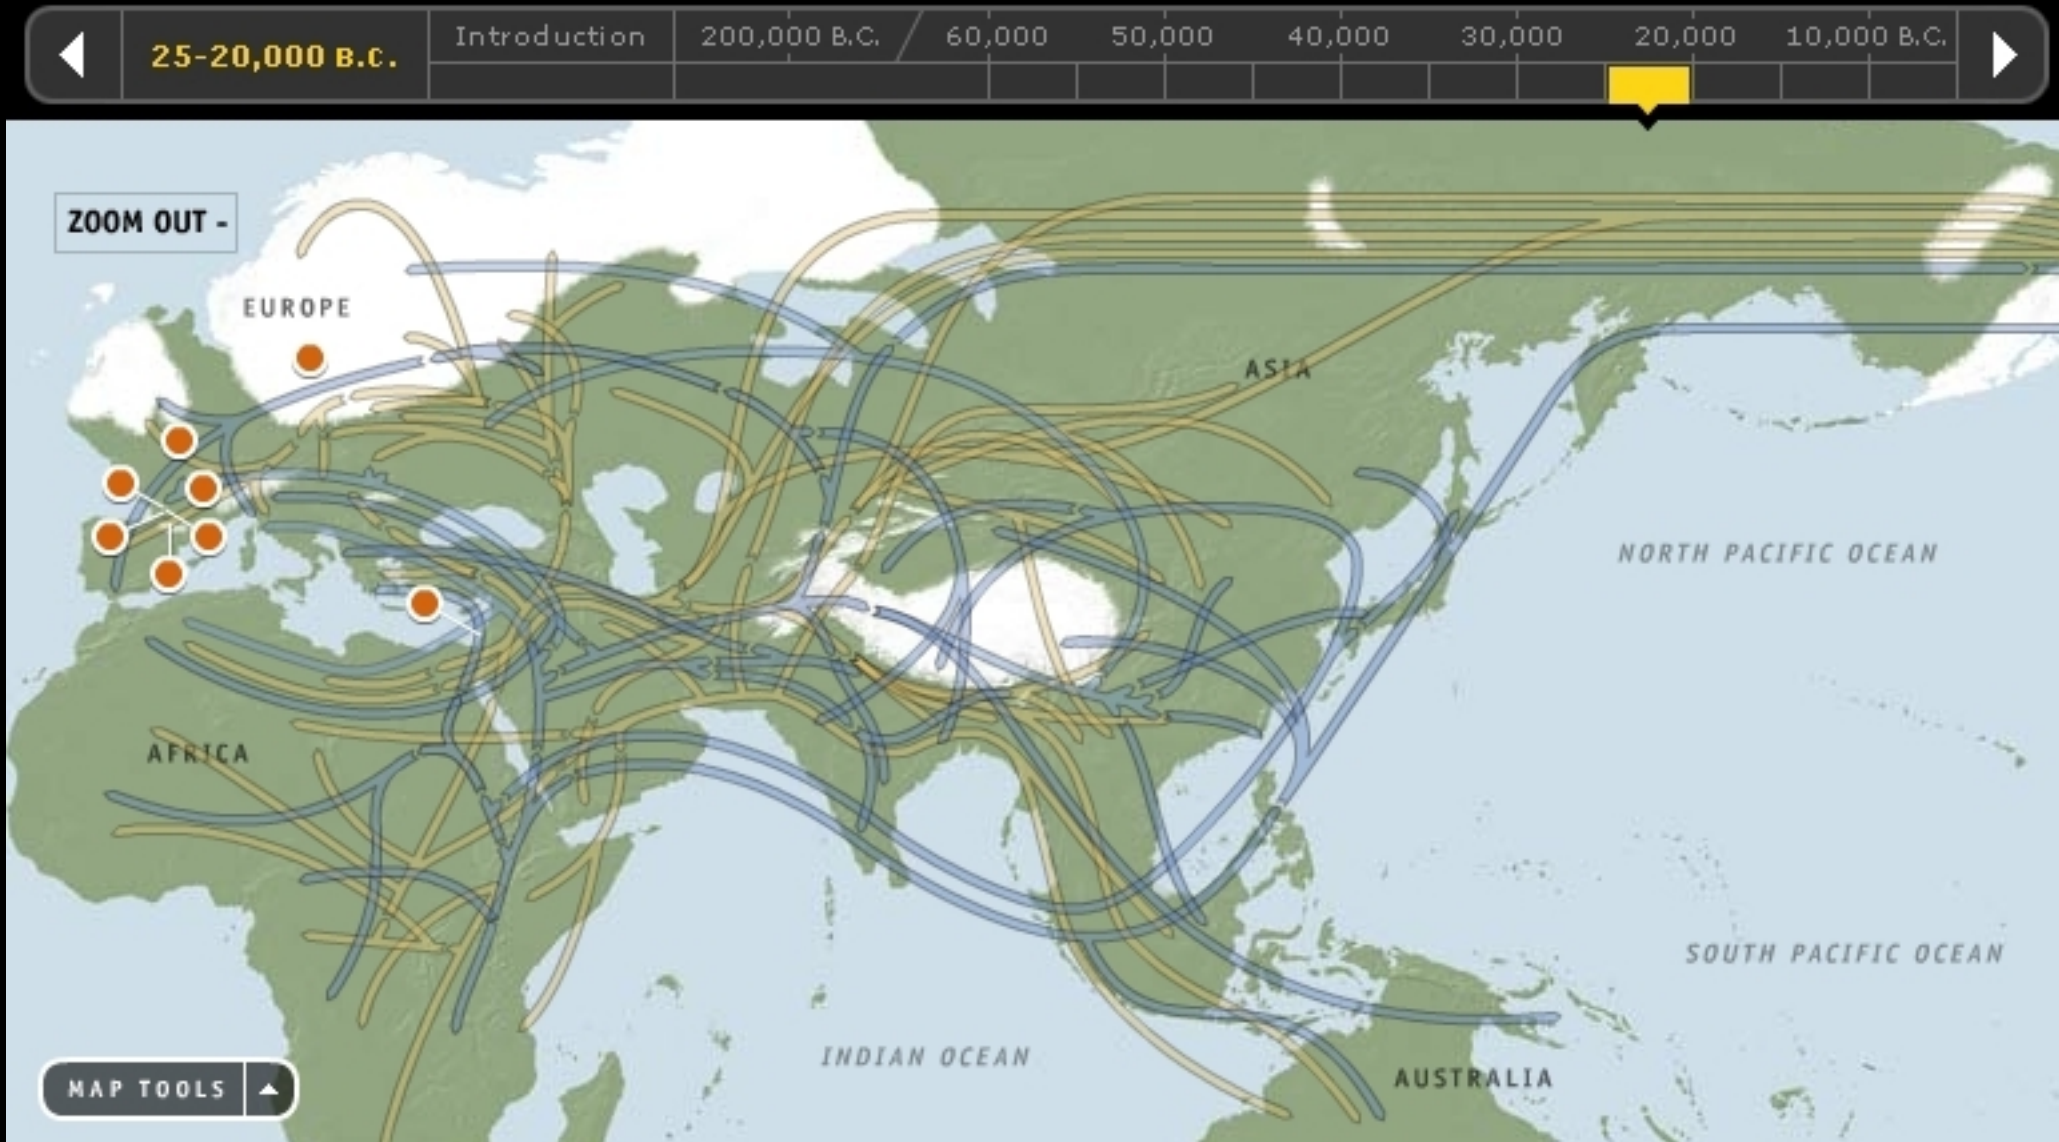 25-20,000 B.C.
Introduction
200,000 B.C.
60,000
50,000
40,000
30,000
20,000
10,000 B.C.
ZOOM OUT -
EUROPE
ASIA
NORTH PACIFIC OCEAN
AFRICA
SOUTH PACIFIC OCEAN
INDIAN OCEAN
AUSTRALIA
MAP TOOLS